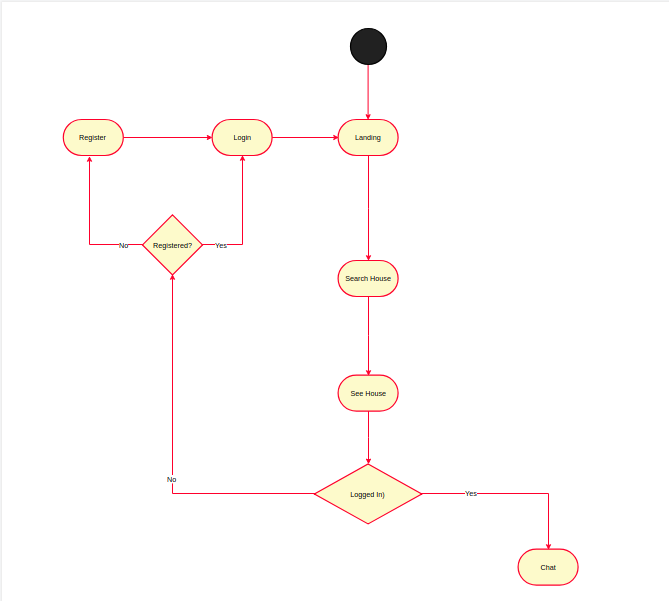 Register
Login
Landing
No
Registered?
Yes
Search House
See House
No
Logged In)
Yes
Chat